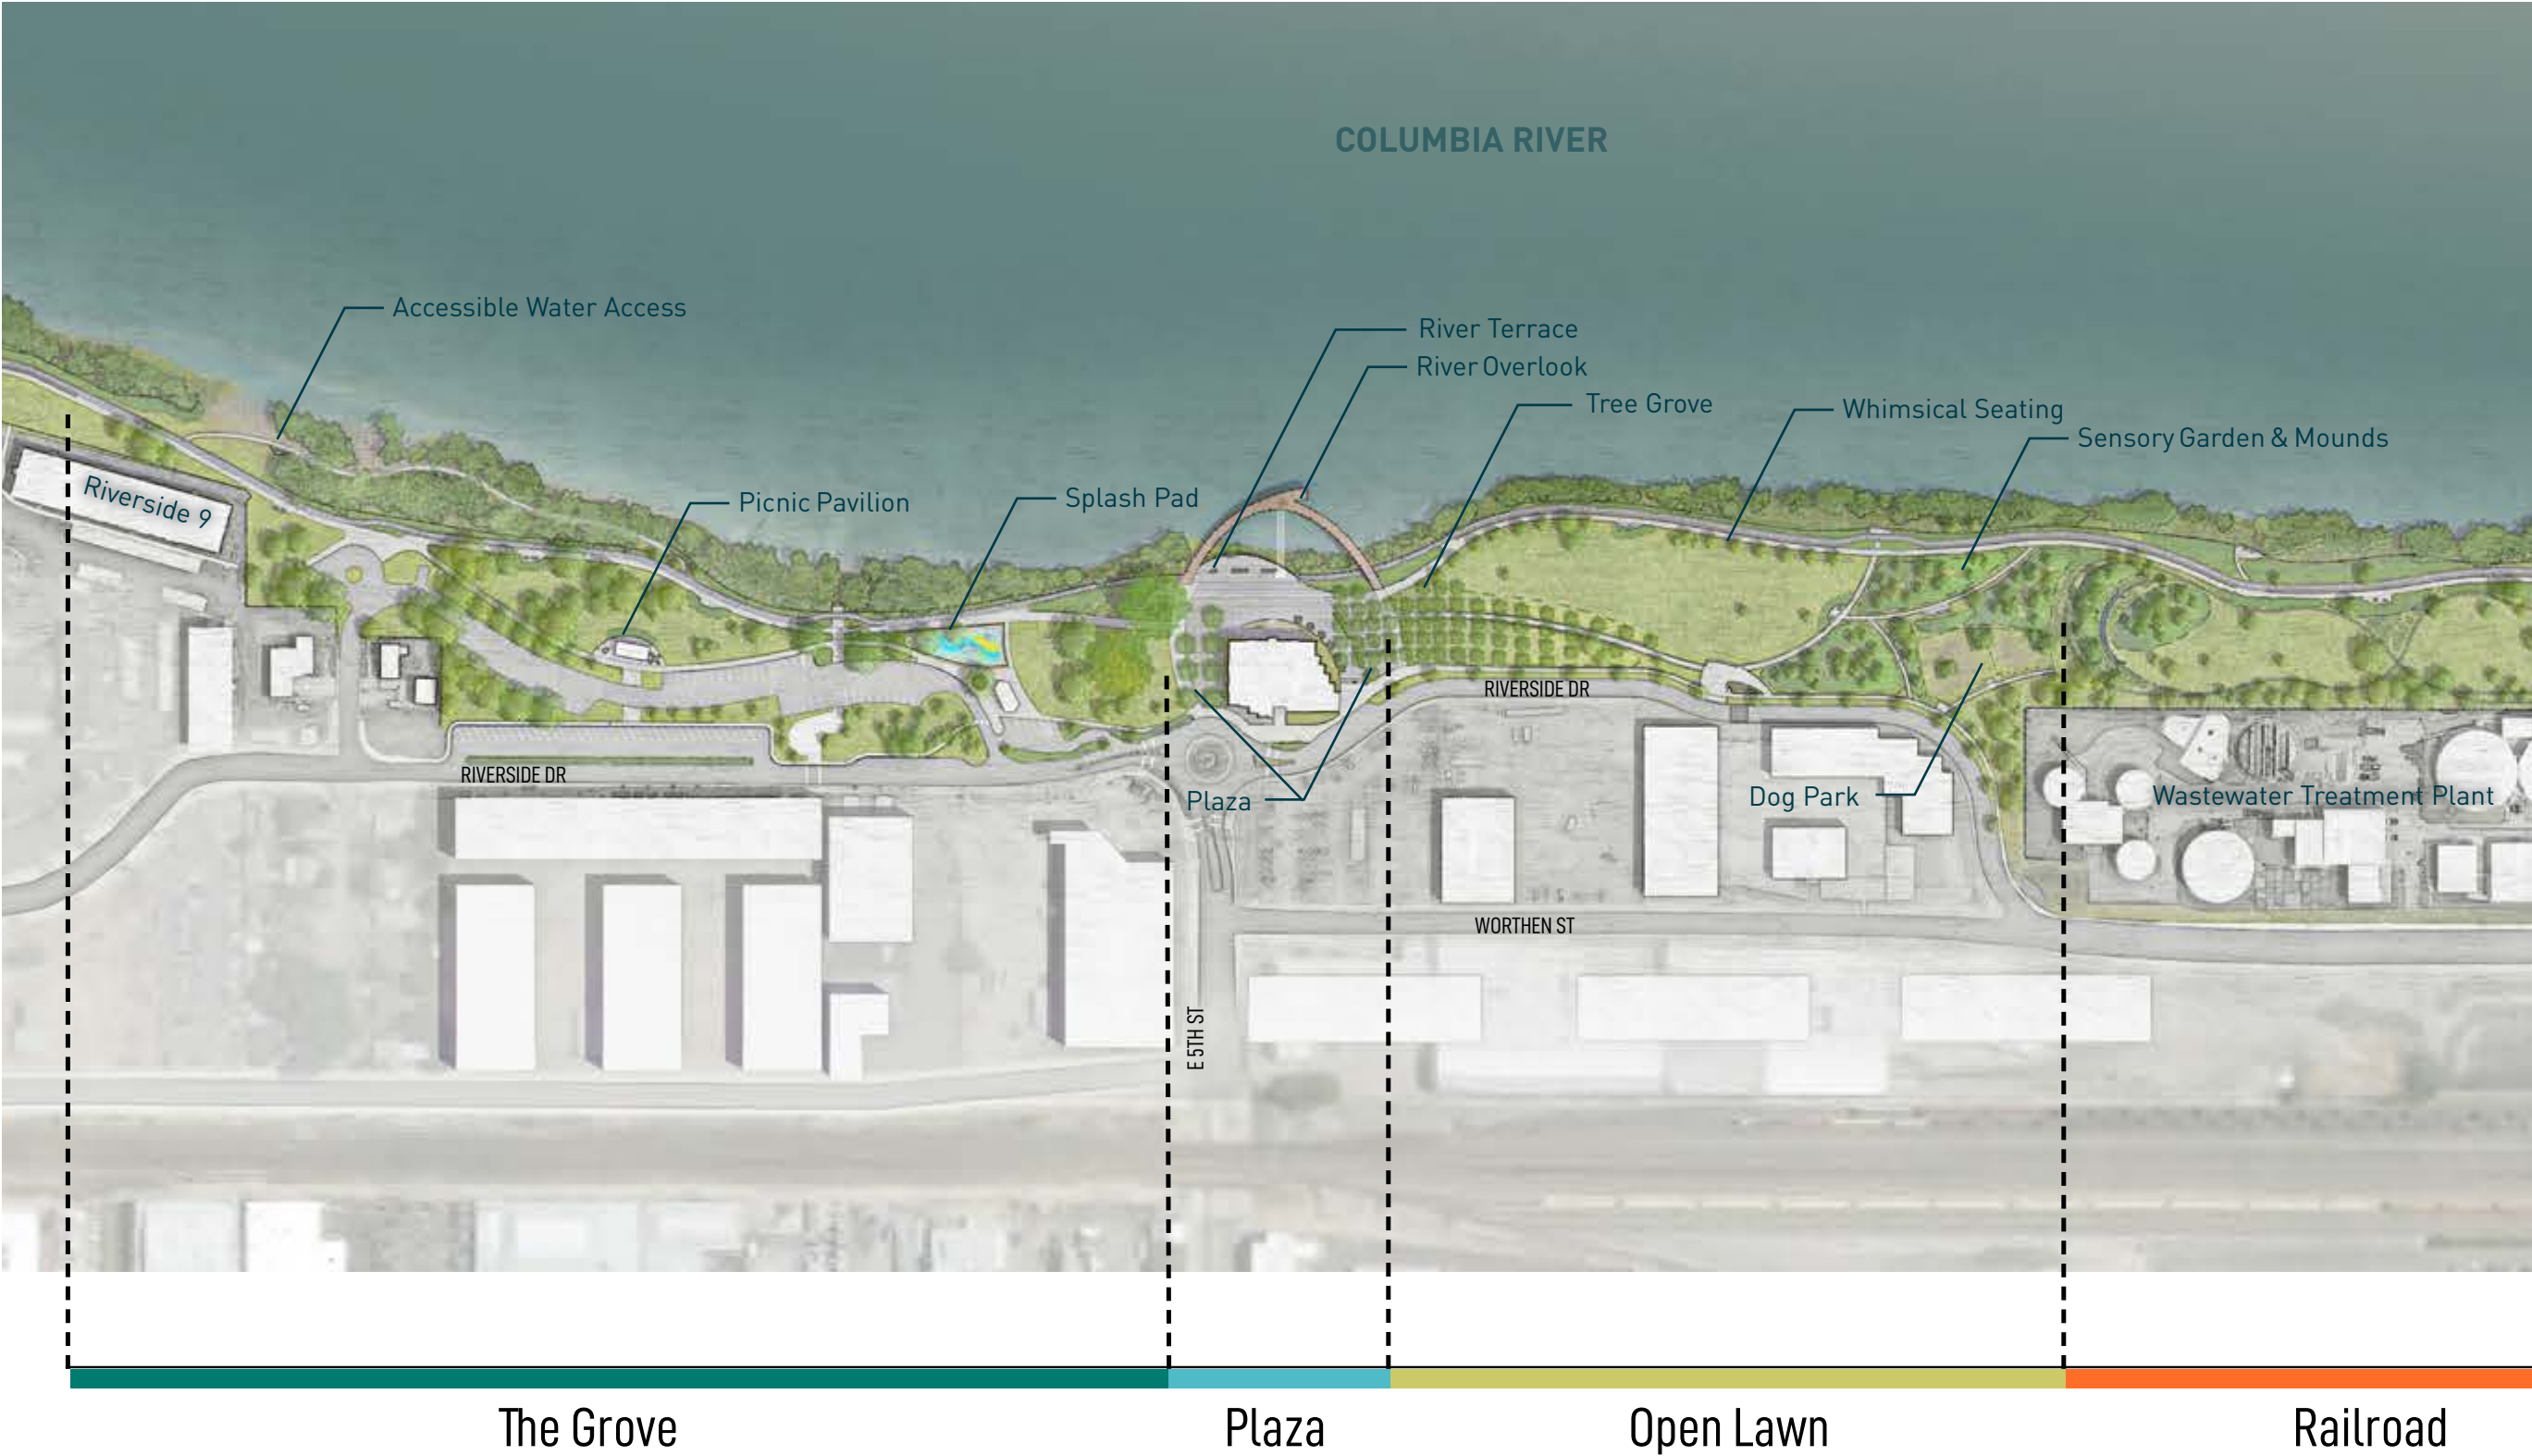 COLUMBIA RIVER
Accessible Water Access
River Terrace
River Overlook
Tree Grove
Whimsical Seating
Sensory Garden & Mounds
Riverside 9
Picnic Pavilion
Splash Pad
RIVERSIDE DR
RIVERSIDE DR
Plaza
Dog Park
Wastewater Treatment Plant
WORTHEN ST
E 5TH ST
The Grove
Plaza
Open Lawn
Railroad